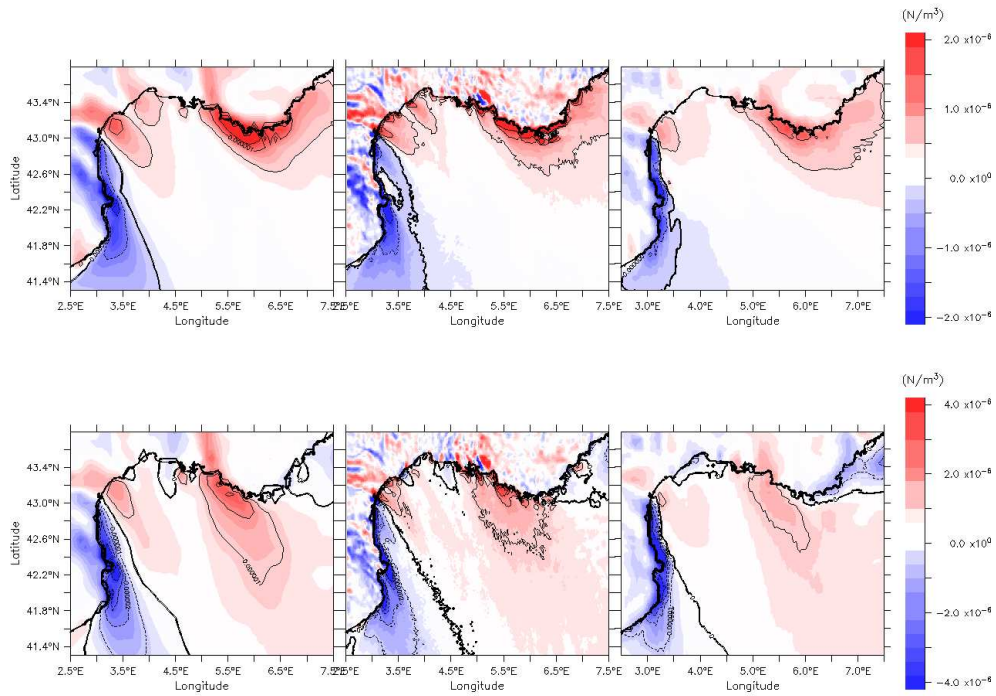 (N/m³)
2.0 x10⁻⁶
1.0 x10⁻⁶
0.0 x10⁰
-1.0 x10⁻⁶
-2.0 x10⁻⁶
43.4°N
43.0°N
42.6°N
42.2°N
41.8°N
41.4°N
Latitude
2.5°E 3.5°E 4.5°E 5.5°E 6.5°E 7.5°E
3.5°E 4.5°E 5.5°E 6.5°E 7.5°E
3.0°E 4.0°E 5.0°E 6.0°E 7.0°E
Longitude Longitude Longitude
(N/m³)
4.0 x10⁻⁶
2.0 x10⁻⁶
0.0 x10⁰
-2.0 x10⁻⁶
-4.0 x10⁻⁶
43.4°N
43.0°N
42.6°N
42.2°N
41.8°N
41.4°N
Latitude
2.5°E 3.5°E 4.5°E 5.5°E 6.5°E
3.5°E 4.5°E 5.5°E 6.5°E 7.5°E
3.0°E 4.0°E 5.0°E 6.0°E 7.0°E
Longitude Longitude Longitude